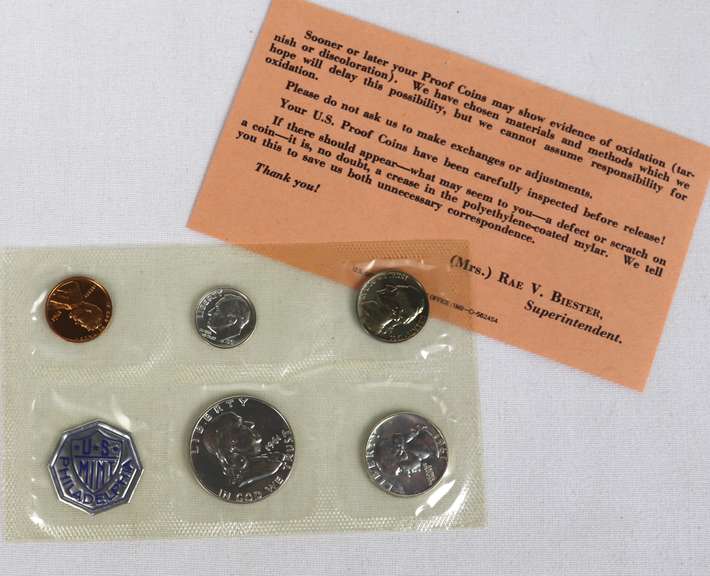 Sooner or later your Proof Coins may show evidence of oxidation (tar-
nish or discoloration). We have chosen materials and methods which we
hope will delay this possibility, but we cannot assume responsibility for
oxidation.
Please do not ask us to make exchanges or adjustments.
Your U.S. Proof Coins have been carefully inspected before release!
If there should appear—what may seem to you—a defect or scratch on
a coin—it is, no doubt, a crease in the polyethylene-coated mylar. We tell
you this to save us both unnecessary correspondence.
Thank you!
(Mrs.) RAE V. BIESTER,
Superintendent.
OFFICE: 1960-O-562454
LIBERTY
U.S
MINT
PHILADELPHIA
LIBERTY
1961
IN GOD WE TRUST
LIBERTY